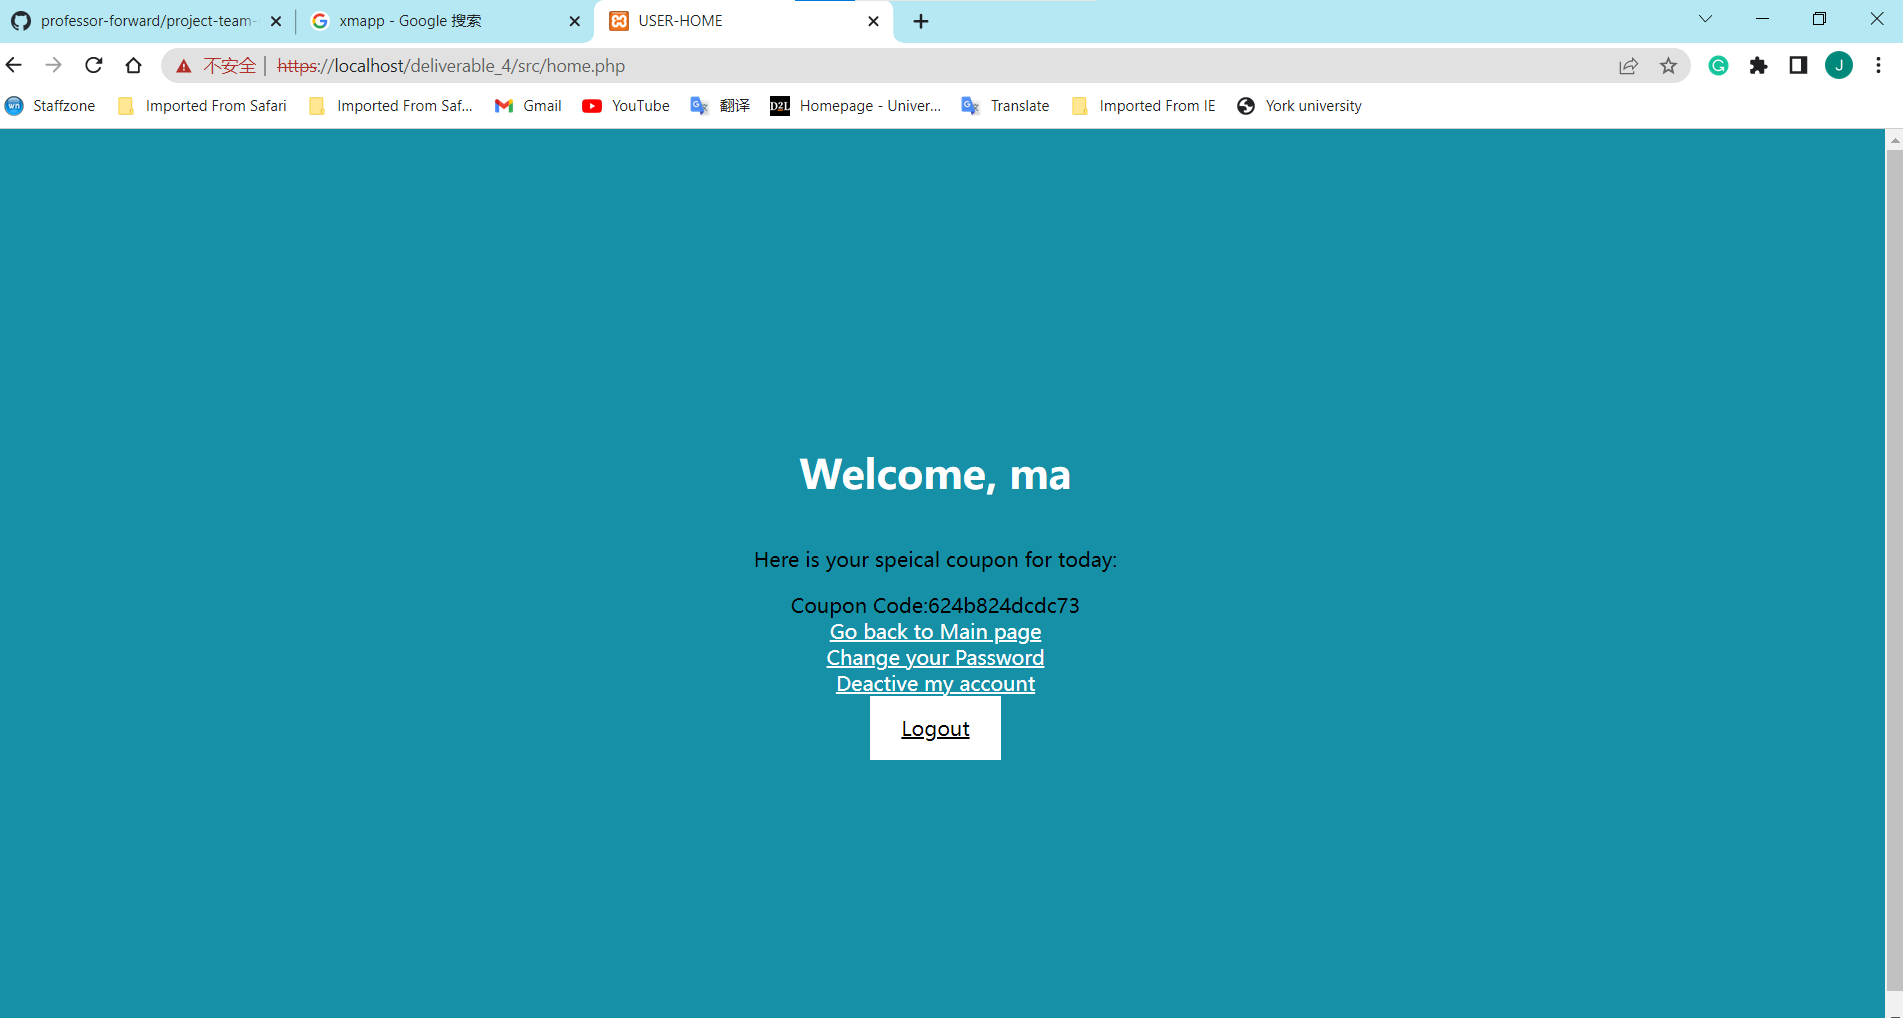 professor-forward/project-team-
xmapp - Google 搜索
USER-HOME
不安全 | https://localhost/deliverable_4/src/home.php
J
wn Staffzone
Imported From Safari
Imported From Saf...
Gmail
YouTube
翻译
D2L Homepage - Univer...
Translate
Imported From IE
York university
Welcome, ma
Here is your speical coupon for today:
Coupon Code:624b824dcdc73
Go back to Main page
Change your Password
Deactive my account
Logout